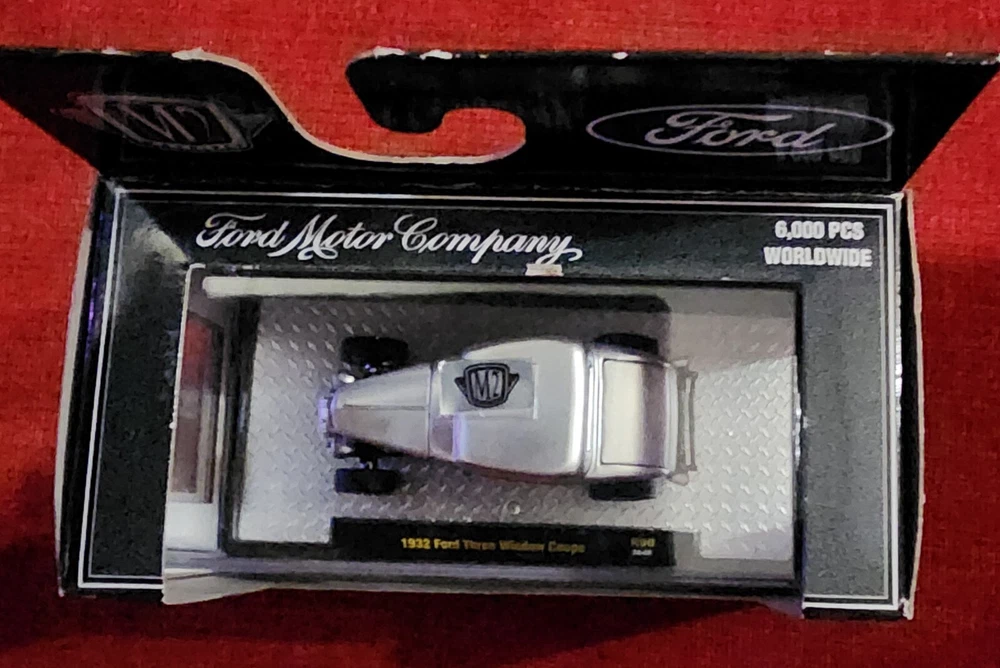 M2
Ford
Ford Motor Company
6,000 PCS
WORLDWIDE
M2
1932 Ford Three Window Coupe